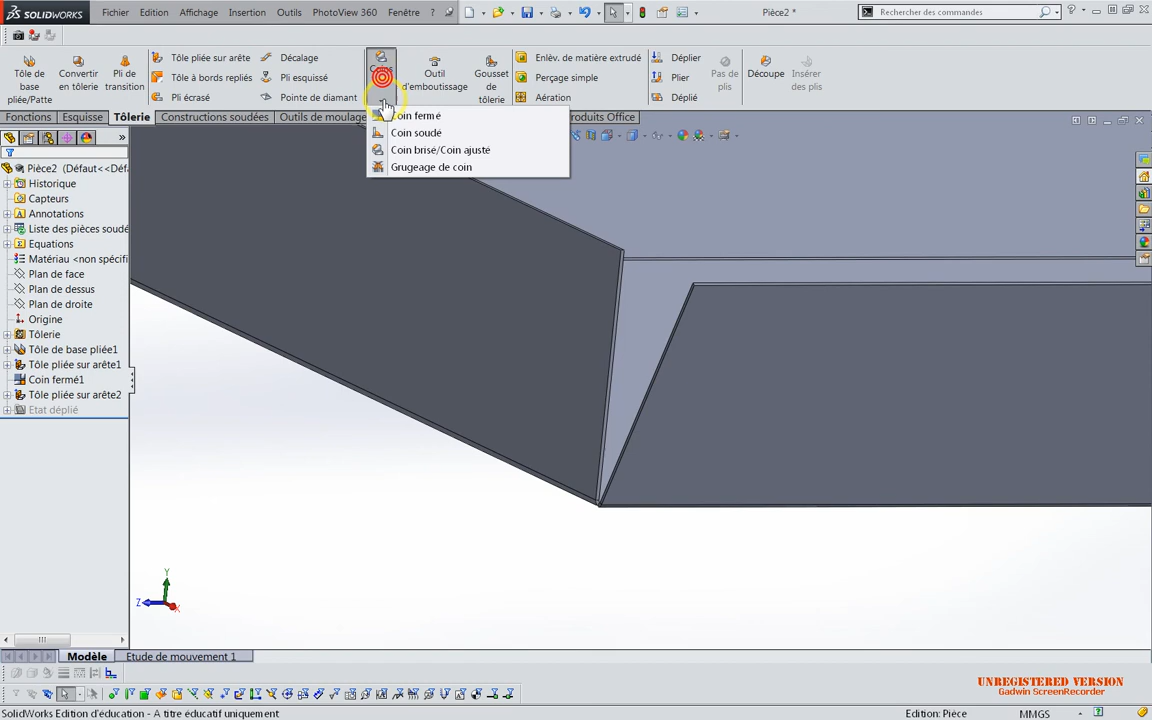 SOLIDWORKS Fichier Edition Affichage Insertion Outils PhotoView 360 Fenêtre ? Pièce2 * Rechercher des commandes
Tôle de base pliée/Patte
Convertir en tôlerie
Pli de transition
Tôle pliée sur arête
Tôle à bords repliés
Pli écrasé
Décalage
Pli esquissé
Pointe de diamant
Outil d'emboutissage
Gousset de tôlerie
Enlèv. de matière extrudé
Perçage simple
Aération
Déplier
Plier
Déplié
Pas de plis
Découpe
Insérer des plis
Fonctions Esquisse Tôlerie Constructions soudées Outils de moulage
Coin fermé
Coin soudé
Coin brisé/Coin ajusté
Grugeage de coin
Pièce2 (Défaut<<Défa
Historique
Capteurs
Annotations
Liste des pièces soudé
Equations
Matériau <non spécifi
Plan de face
Plan de dessus
Plan de droite
Origine
Tôlerie
Tôle de base pliée1
Tôle pliée sur arête1
Coin fermé1
Tôle pliée sur arête2
Etat déplié
Y
Z
X
Modèle Etude de mouvement 1
UNREGISTERED VERSION
Gadwin ScreenRecorder
SolidWorks Edition d'éducation - A titre éducatif uniquement Edition: Pièce MMGS